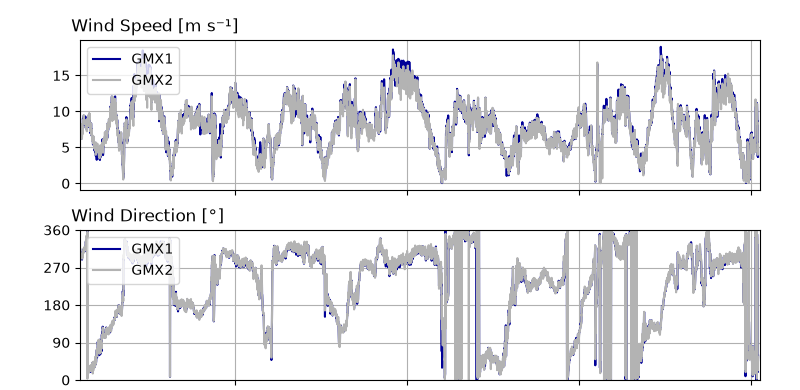 Wind Speed [m s⁻¹]
GMX1
GMX2
15
10
5
0
Wind Direction [°]
360
GMX1
GMX2
270
180
90
0